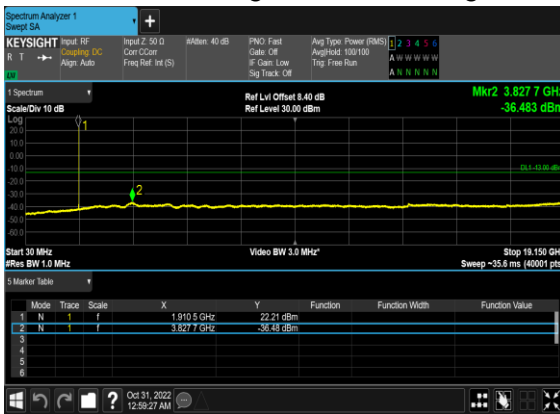 Spectrum Analyzer 1
Swept SA
KEYSIGHT Input: RF Input Z: 50 Ω #Atten: 40 dB PNO: Fast Avg Type: Power (RMS) 1 2 3 4 5 6
R T Coupling: DC Corr CCorr Gate: Off Avg|Hold: 100/100 A W W W W W
Align: Auto Freq Ref: Int (S) IF Gain: Low Trig: Free Run
LW Sig Track: Off A N N N N N
1 Spectrum Ref Lvl Offset 8.40 dB Mkr2 3.827 7 GHz
Scale/Div 10 dB Ref Level 30.00 dBm -36.483 dBm
Log
20.0 1
10.0
0.00
-10.0 DL1 -13.00 dBm
-20.0
-30.0 2
-40.0
-50.0
-60.0
Start 30 MHz Video BW 3.0 MHz* Stop 19.150 GH
#Res BW 1.0 MHz Sweep ~35.6 ms (40001 pts
5 Marker Table
Mode Trace Scale X Y Function Function Width Function Value
1 N 1 f 1.910 5 GHz 22.21 dBm
2 N 1 f 3.827 7 GHz -36.48 dBm
3
4
5
6
? Oct 31, 2022
12:59:27 AM